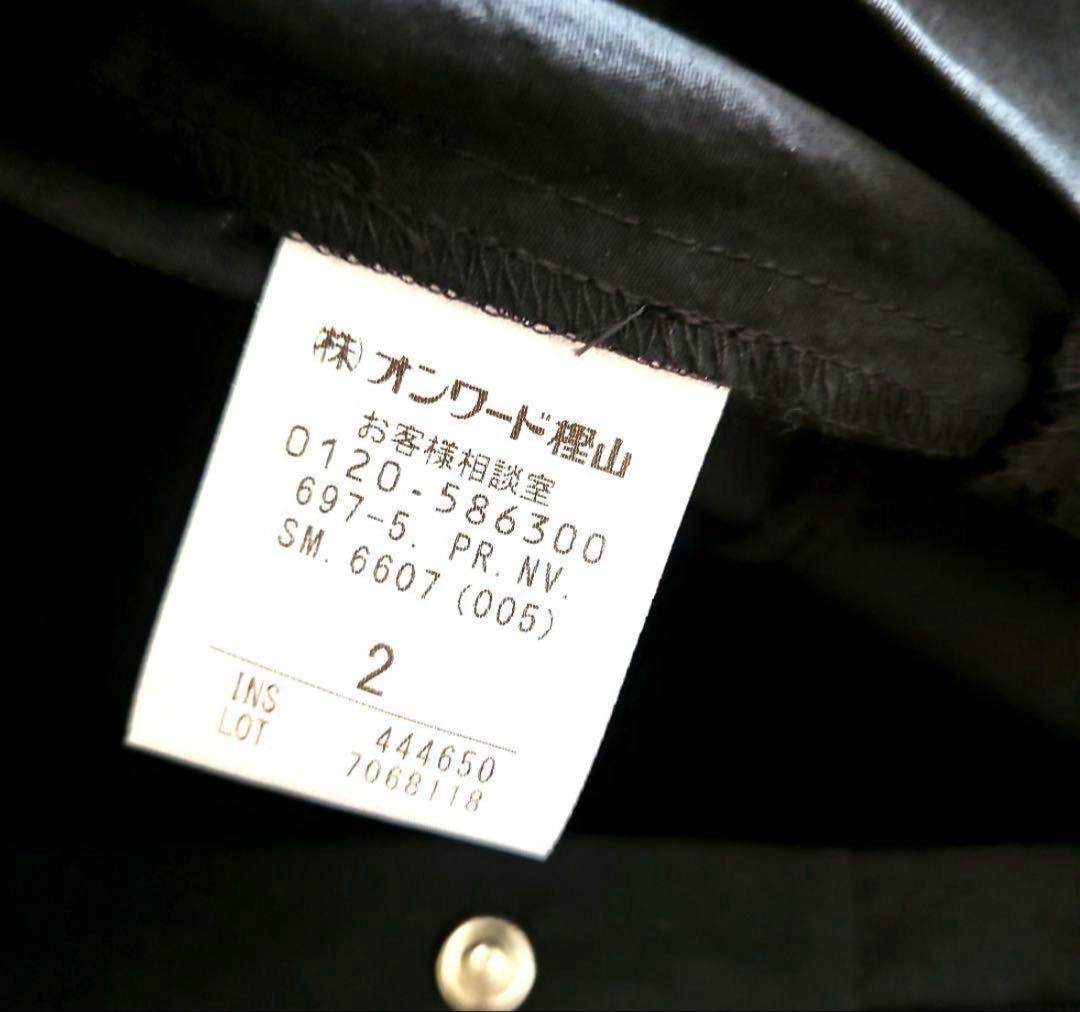 (株)オンワード樫山
お客様相談室
0120-586300
697-5. PR. NV.
SM. 6607 (005)
2
INS 444650
LOT 7068118